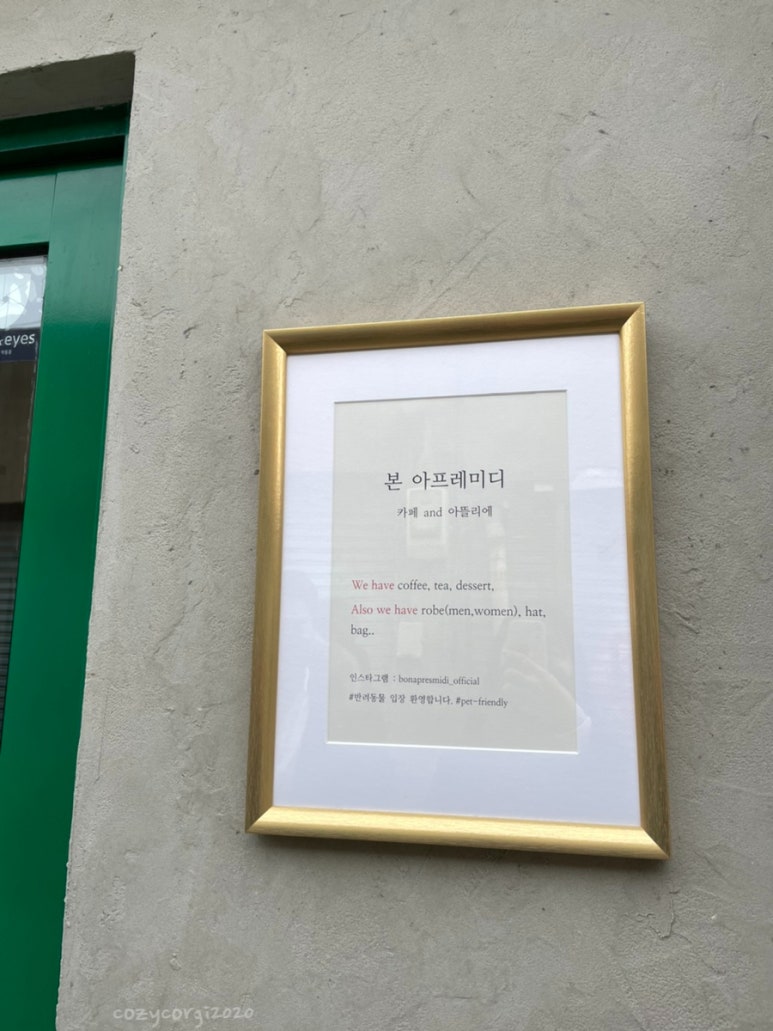 eyes
본 아프레미디
카페 and 아뜰리에
We have coffee, tea, dessert,
Also we have robe(men,women), hat,
bag..
인스타그램 : bonapresmidi_official
#반려동물 입장 환영합니다. #pet-friendly
cozycorgi2020